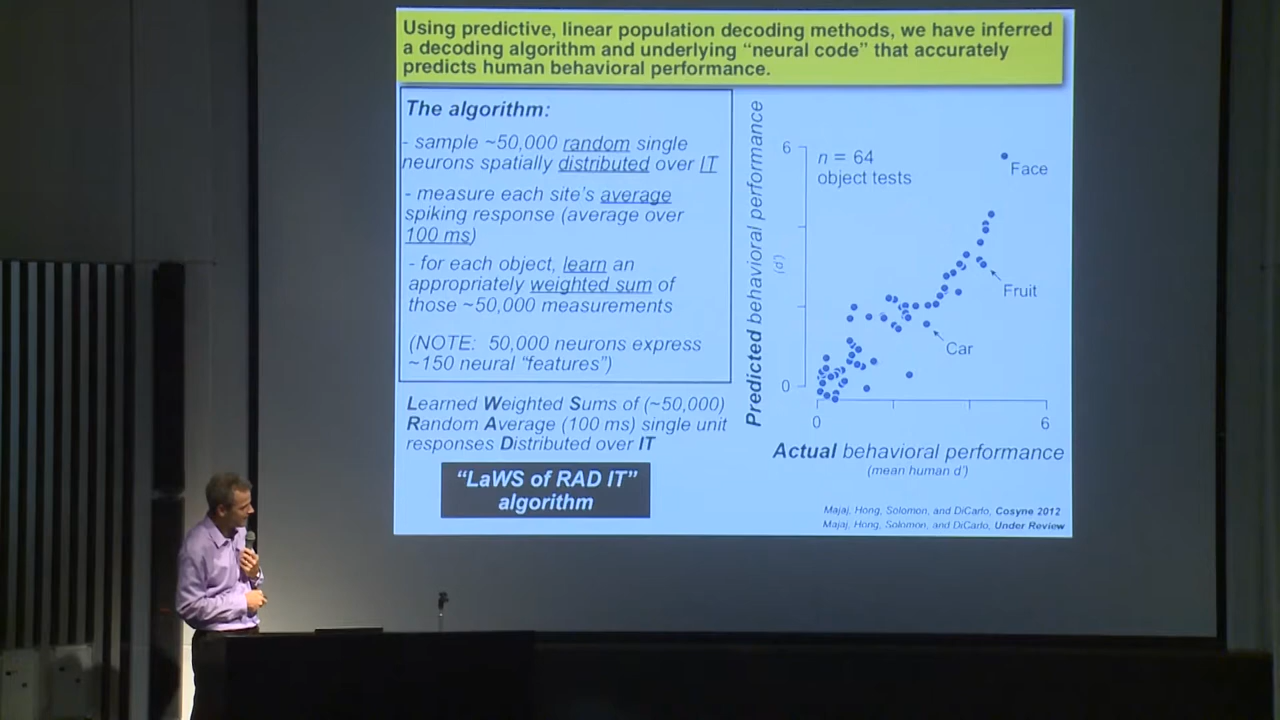 Using predictive, linear population decoding methods, we have inferred
a decoding algorithm and underlying “neural code” that accurately
predicts human behavioral performance.
The algorithm:
- sample ~50,000 random single
neurons spatially distributed over IT
- measure each site's average
spiking response (average over
100 ms)
- for each object, learn an
appropriately weighted sum of
those ~50,000 measurements
(NOTE: 50,000 neurons express
~150 neural “features”)
Learned Weighted Sums of (~50,000)
Random Average (100 ms) single unit
responses Distributed over IT
“LaWS of RAD IT”
algorithm
Predicted behavioral performance
(d')
6
0
n = 64
object tests
Face
Fruit
Car
0
6
Actual behavioral performance
(mean human d')
Majaj, Hong, Solomon, and DiCarlo, Cosyne 2012
Majaj, Hong, Solomon, and DiCarlo, Under Review